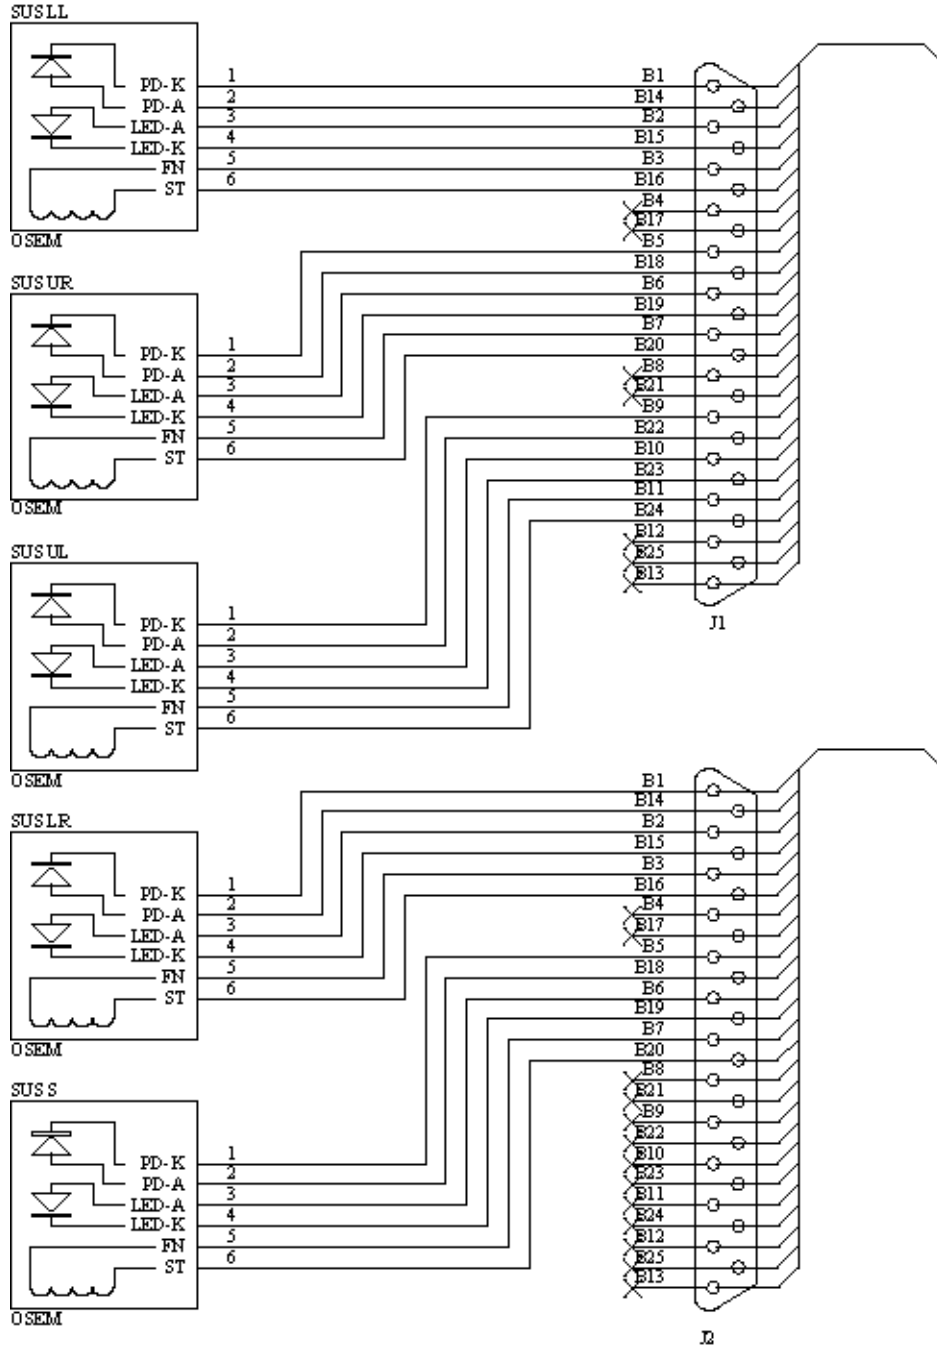 SUSLL
PD-K 1 B1
PD-A 2 B14
LED-A 3 B2
LED-K 4 B15
FN 5 B3
ST 6 B16
B4
B17
OSEM
B5
B18
SUSUR
B6
B19
B7
PD-K 1 B20
PD-A 2 B8
LED-A 3 B21
LED-K 4 B9
FN 5 B22
ST 6 B10
B23
B11
OSEM
B24
B12
SUSUL
B25
B13
PD-K 1 J1
PD-A 2
LED-A 3
LED-K 4
FN 5
ST 6
OSEM
B1
B14
SUSLR
B2
B15
B3
PD-K 1 B16
PD-A 2 B4
LED-A 3 B17
LED-K 4 B5
FN 5 B18
ST 6 B6
B19
B7
OSEM
B20
B8
SUSS
B21
B9
B22
PD-K 1 B10
PD-A 2 B23
LED-A 3 B11
LED-K 4 B24
FN 5 B12
ST 6 B25
B13
OSEM
J2